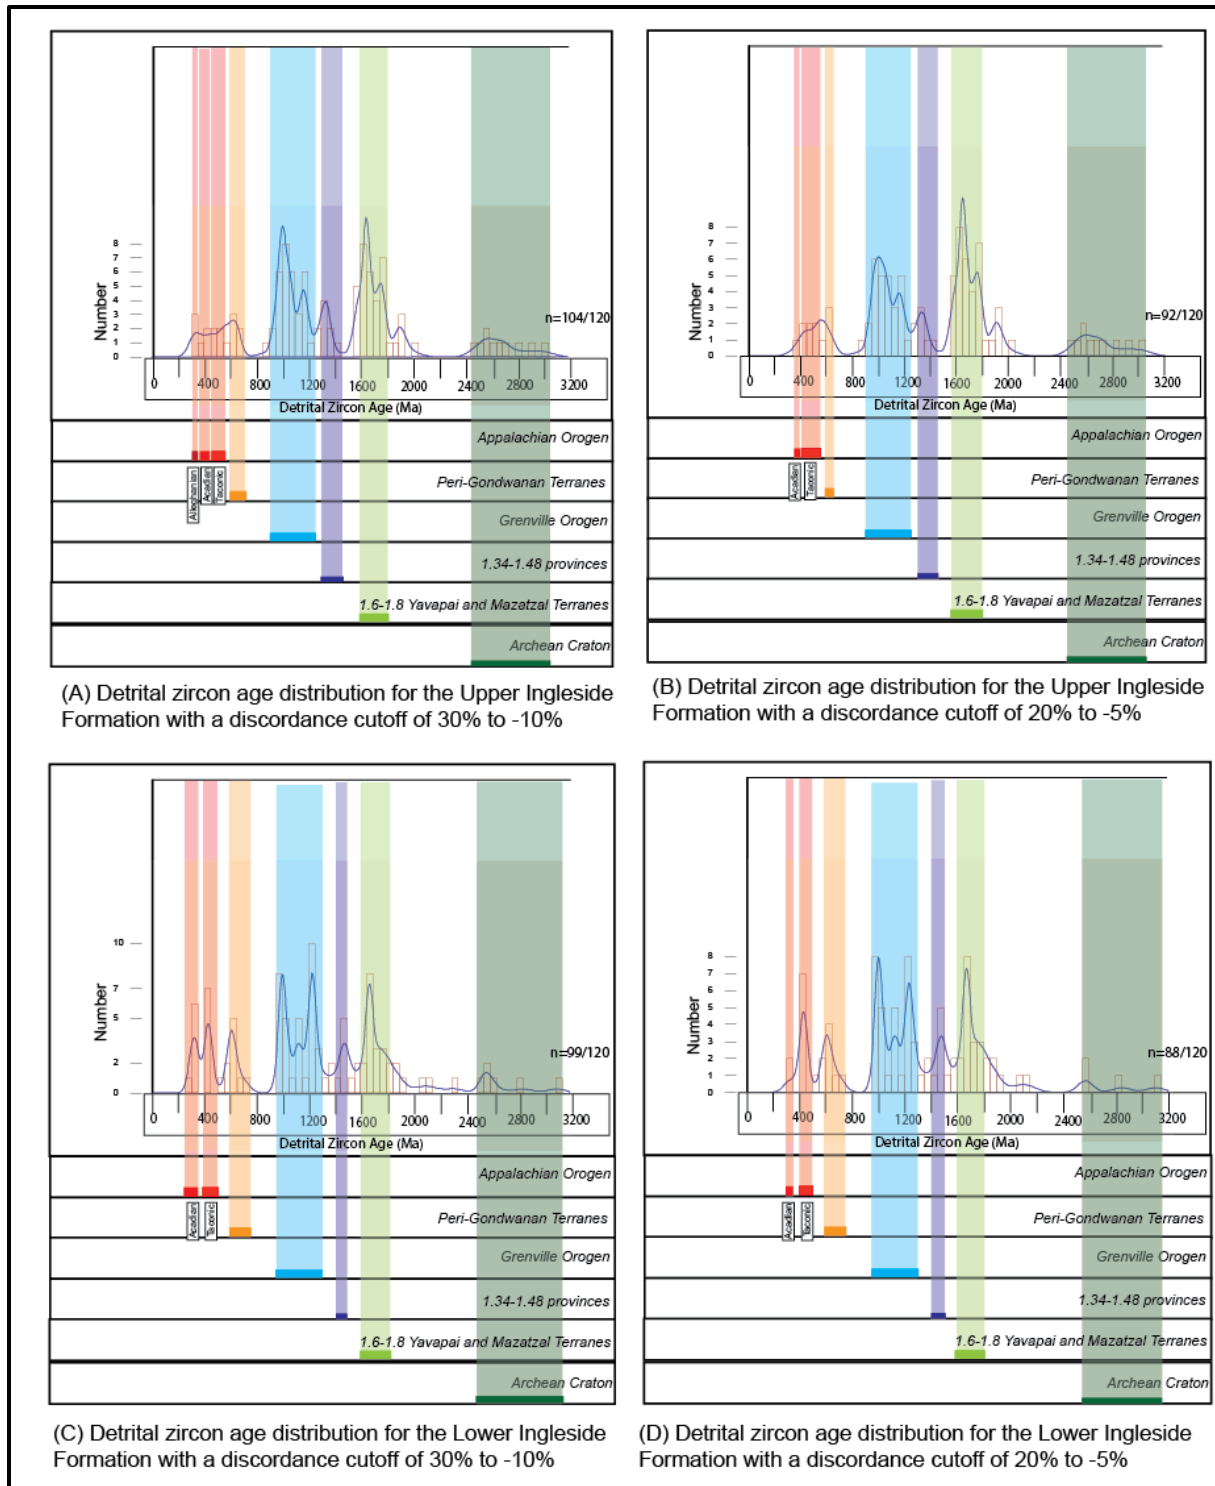 8
7
6
5
4
3
2
1
0
Number
n=104/120
0 400 800 1200 1600 2000 2400 2800 3200
Detrital Zircon Age (Ma)
Appalachian Orogen
Alleghanian
Acadian
Taconic
Peri-Gondwanan Terranes
Grenville Orogen
1.34-1.48 provinces
1.6-1.8 Yavapai and Mazatzal Terranes
Archean Craton
(A) Detrital zircon age distribution for the Upper Ingleside
Formation with a discordance cutoff of 30% to -10%
8
7
6
5
4
3
2
1
0
Number
n=92/120
0 400 800 1200 1600 2000 2400 2800 3200
Detrital Zircon Age (Ma)
Appalachian Orogen
Acadian
Taconic
Peri-Gondwanan Terranes
Grenville Orogen
1.34-1.48 provinces
1.6-1.8 Yavapai and Mazatzal Terranes
Archean Craton
(B) Detrital zircon age distribution for the Upper Ingleside
Formation with a discordance cutoff of 20% to -5%
10
7
5
2
0
Number
n=99/120
0 400 800 1200 1600 2000 2400 2800 3200
Detrital Zircon Age (Ma)
Appalachian Orogen
Acadian
Taconic
Peri-Gondwanan Terranes
Grenville Orogen
1.34-1.48 provinces
1.6-1.8 Yavapai and Mazatzal Terranes
Archean Craton
(C) Detrital zircon age distribution for the Lower Ingleside
Formation with a discordance cutoff of 30% to -10%
8
7
6
5
4
3
2
1
0
Number
n=88/120
0 400 800 1200 1600 2000 2400 2800 3200
Detrital Zircon Age (Ma)
Appalachian Orogen
Acadian
Taconic
Peri-Gondwanan Terranes
Grenville Orogen
1.34-1.48 provinces
1.6-1.8 Yavapai and Mazatzal Terranes
Archean Craton
(D) Detrital zircon age distribution for the Lower Ingleside
Formation with a discordance cutoff of 20% to -5%